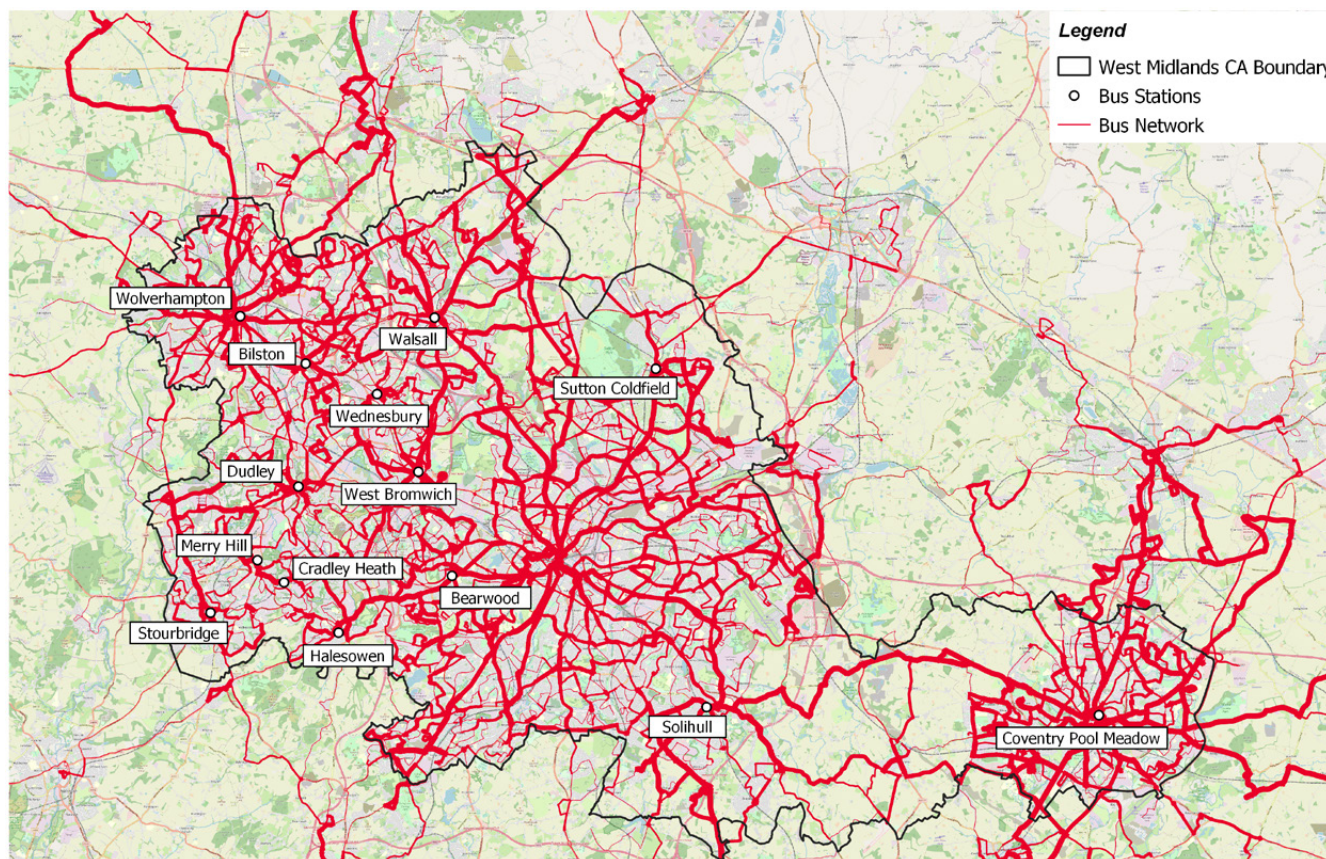 Legend
West Midlands CA Boundary
Bus Stations
Bus Network
Wolverhampton
Walsall
Bilston
Sutton Coldfield
Wednesbury
Dudley
West Bromwich
Merry Hill
Cradley Heath
Bearwood
Stourbridge
Halesowen
Solihull
Coventry Pool Meadow